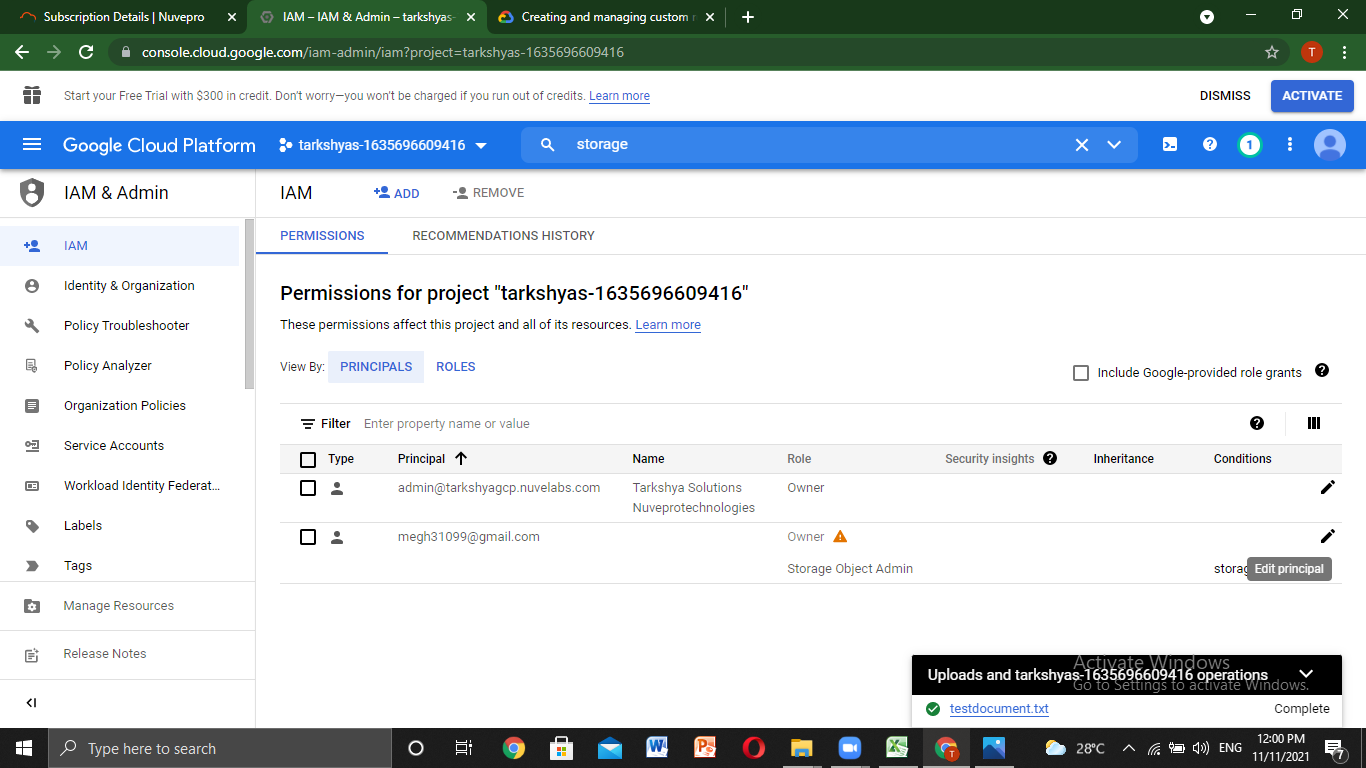 Subscription Details | Nuvepro
IAM – IAM & Admin – tarkshyas-
Creating and managing custom r
console.cloud.google.com/iam-admin/iam?project=tarkshyas-1635696609416
T
Start your Free Trial with $300 in credit. Don't worry—you won't be charged if you run out of credits. Learn more
DISMISS
ACTIVATE
Google Cloud Platform
tarkshyas-1635696609416
storage
1
IAM & Admin
IAM
Identity & Organization
Policy Troubleshooter
Policy Analyzer
Organization Policies
Service Accounts
Workload Identity Federat...
Labels
Tags
Manage Resources
Release Notes
IAM
ADD
REMOVE
PERMISSIONS
RECOMMENDATIONS HISTORY
Permissions for project "tarkshyas-1635696609416"
These permissions affect this project and all of its resources. Learn more
View By: PRINCIPALS ROLES
Include Google-provided role grants
Filter Enter property name or value
Type Principal Name Role Security insights Inheritance Conditions
admin@tarkshyagcp.nuvelabs.com Tarkshya Solutions Owner
Nuveprotechnologies
megh31099@gmail.com Owner
Storage Object Admin
Edit principal
Activate Windows
Go to Settings to activate Windows.
Uploads and tarkshyas-1635696609416 operations
testdocument.txt Complete
Type here to search
T
28°C
ENG
12:00 PM
11/11/2021
7